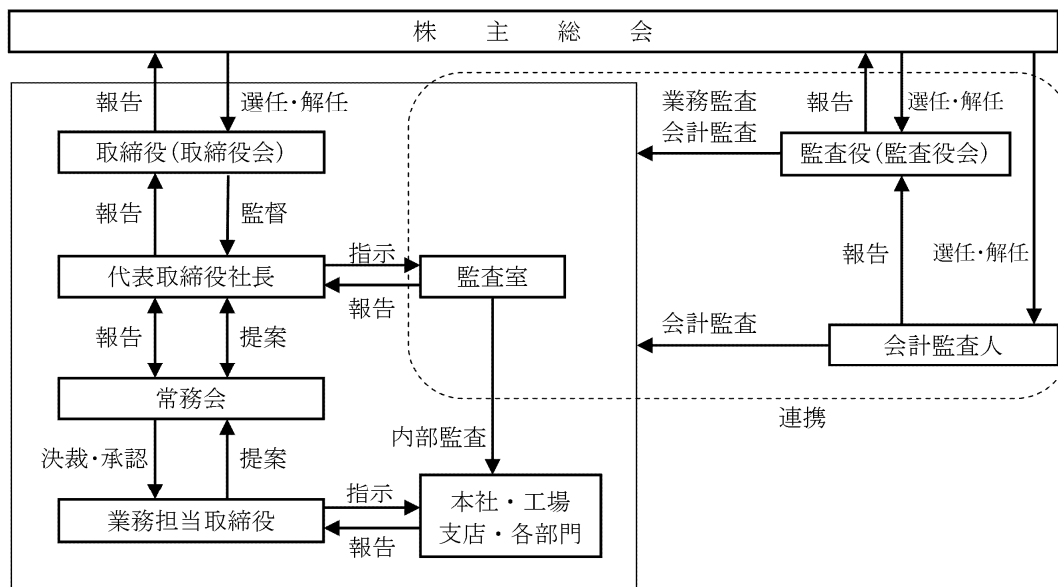 株主総会
報告
選任・解任
業務監査
会計監査
報告
選任・解任
取締役(取締役会)
監査役(監査役会)
報告
監督
報告
選任・解任
指示
代表取締役社長
監査室
報告
報告
提案
会計監査
会計監査人
常務会
連携
決裁・承認
提案
内部監査
指示
本社・工場
支店・各部門
業務担当取締役
報告